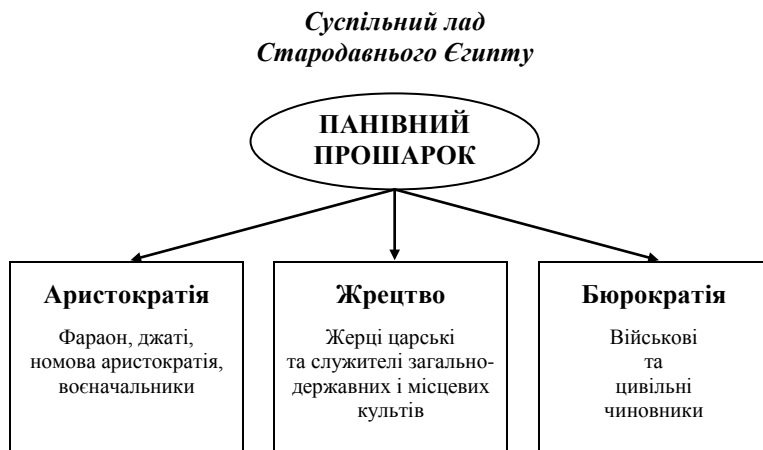 Суспільний лад
Стародавнього Єгипту
ПАНІВНИЙ
ПРОШАРОК
Аристократія
Фараон, джаті,
номова аристократія,
воєначальники
Жрецтво
Жерці царські
та служителі загально-
державних і місцевих
культів
Бюрократія
Військові
та
цивільні
чиновники